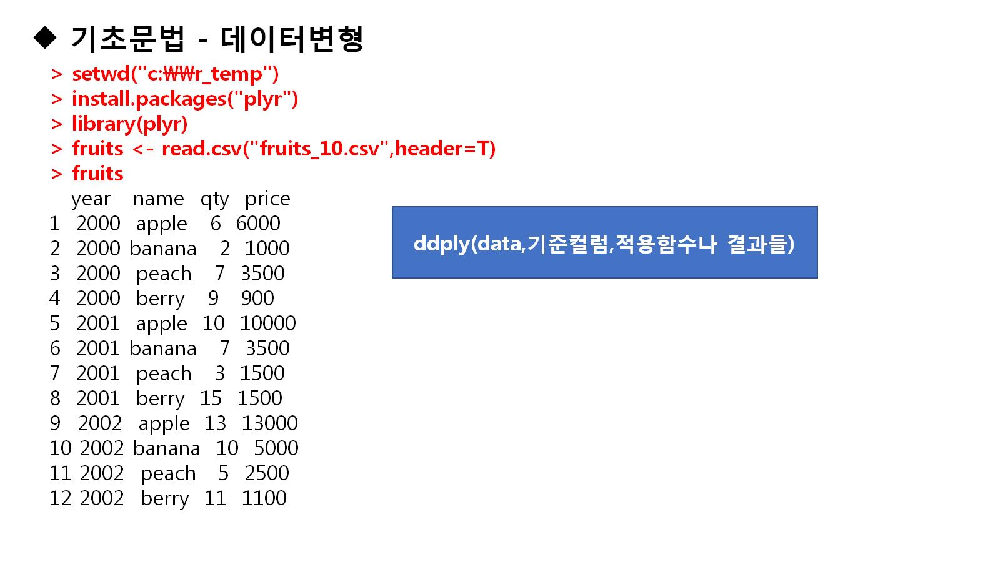 ◆ 기초문법 - 데이터변형
> setwd("c:₩₩r_temp")
> install.packages("plyr")
> library(plyr)
> fruits <- read.csv("fruits_10.csv",header=T)
> fruits
year name qty price
1 2000 apple 6 6000
2 2000 banana 2 1000
3 2000 peach 7 3500
4 2000 berry 9 900
5 2001 apple 10 10000
6 2001 banana 7 3500
7 2001 peach 3 1500
8 2001 berry 15 1500
9 2002 apple 13 13000
10 2002 banana 10 5000
11 2002 peach 5 2500
12 2002 berry 11 1100
ddply(data,기준컬럼,적용함수나 결과들)